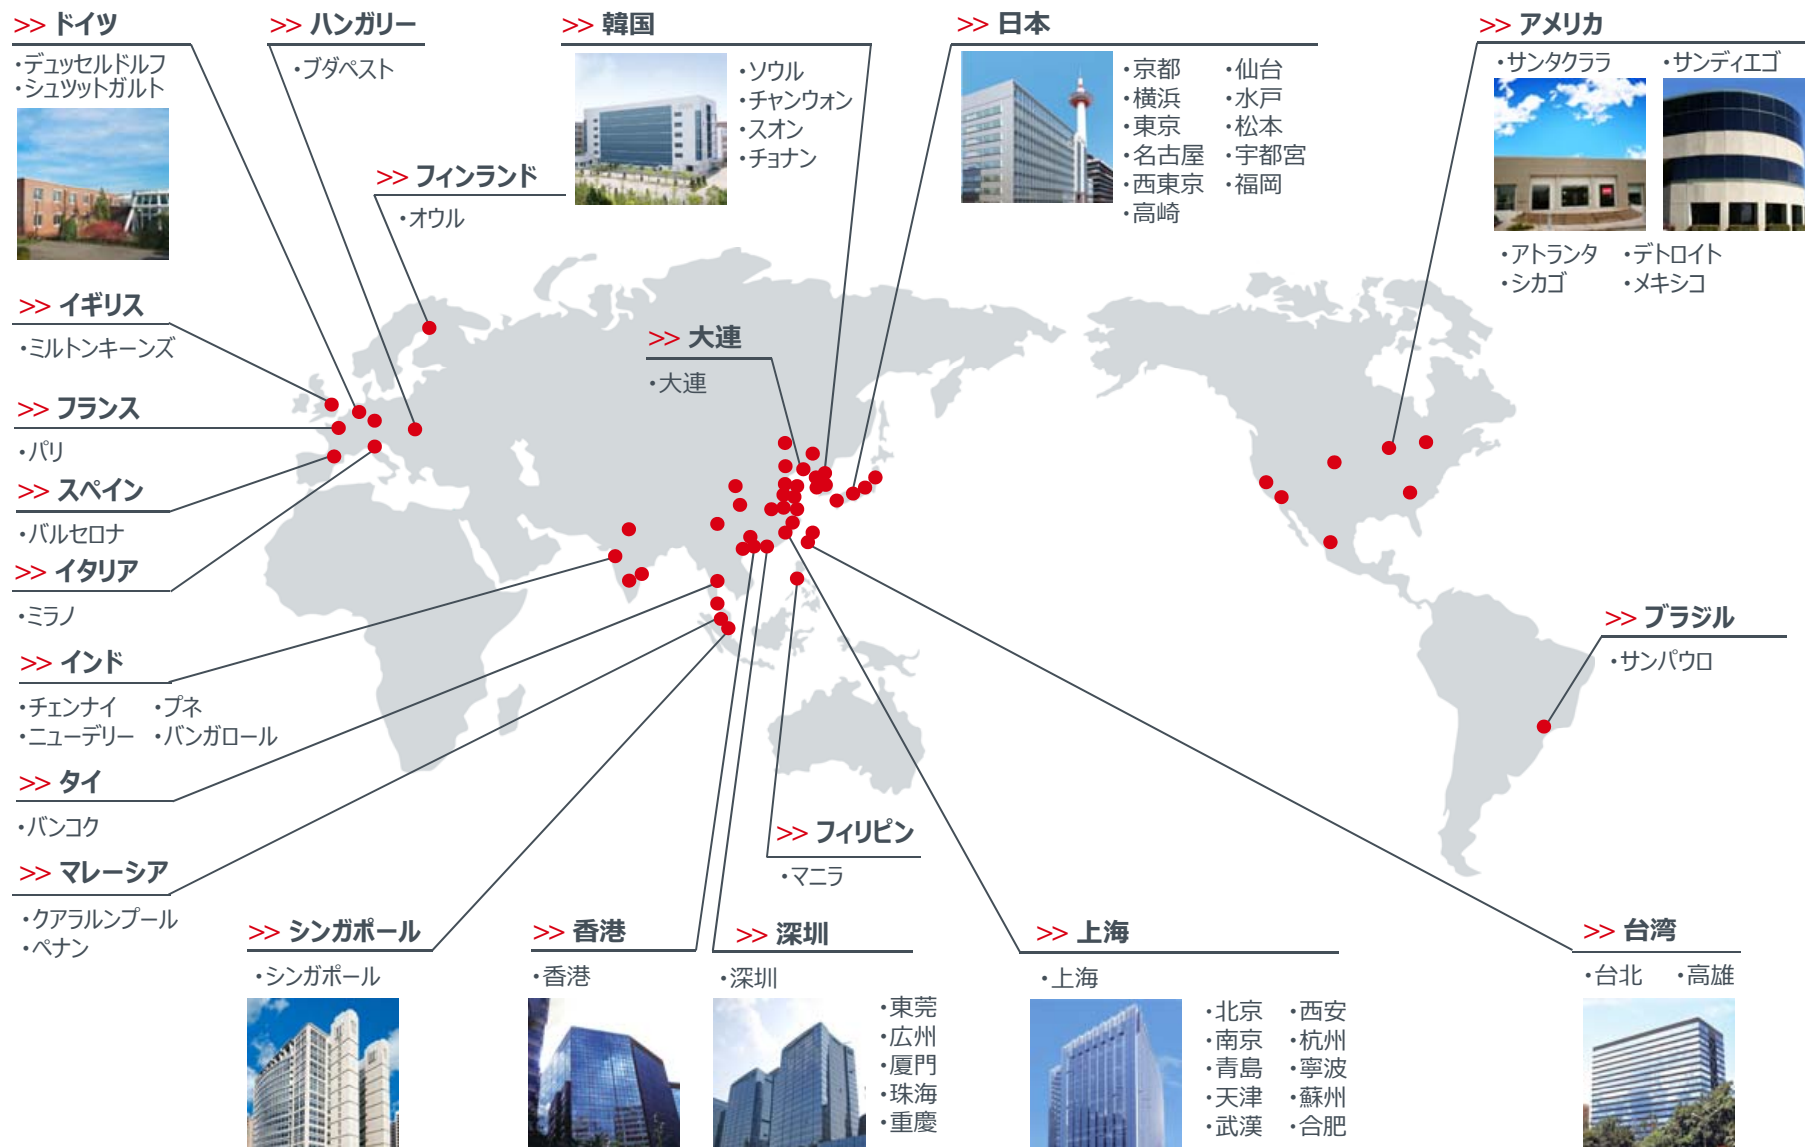 >> ドイツ
・デュッセルドルフ
・シュツットガルト
>> ハンガリー
・ブダペスト
>> 韓国
・ソウル
・チャンウォン
・スオン
・チョナン
>> 日本
・京都 ・仙台
・横浜 ・水戸
・東京 ・松本
・名古屋 ・宇都宮
・西東京 ・福岡
・高崎
>> アメリカ
・サンタクララ ・サンディエゴ
・アトランタ ・デトロイト
・シカゴ ・メキシコ
>> フィンランド
・オウル
>> イギリス
・ミルトンキーンズ
>> 大連
・大連
>> フランス
・パリ
>> スペイン
・バルセロナ
>> イタリア
・ミラノ
>> インド
・チェンナイ ・プネ
・ニューデリー ・バンガロール
>> タイ
・バンコク
>> マレーシア
・クアラルンプール
・ペナン
>> ブラジル
・サンパウロ
>> フィリピン
・マニラ
>> シンガポール
・シンガポール
>> 香港
・香港
>> 深圳
・深圳
・東莞
・広州
・厦門
・珠海
・重慶
>> 上海
・上海
・北京 ・西安
・南京 ・杭州
・青島 ・寧波
・天津 ・蘇州
・武漢 ・合肥
>> 台湾
・台北 ・高雄